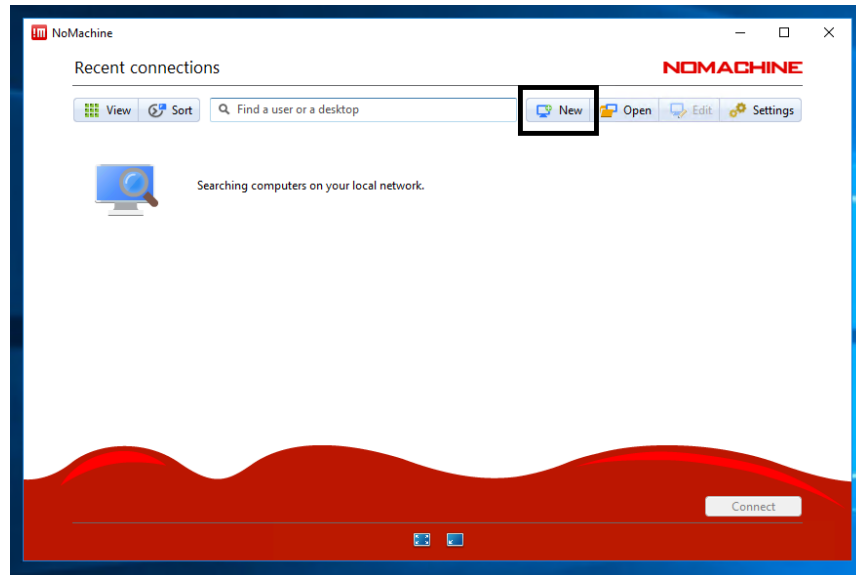 NoMachine
Recent connections
NOMACHINE
View Sort Find a user or a desktop New Open Edit Settings
Searching computers on your local network.
Connect